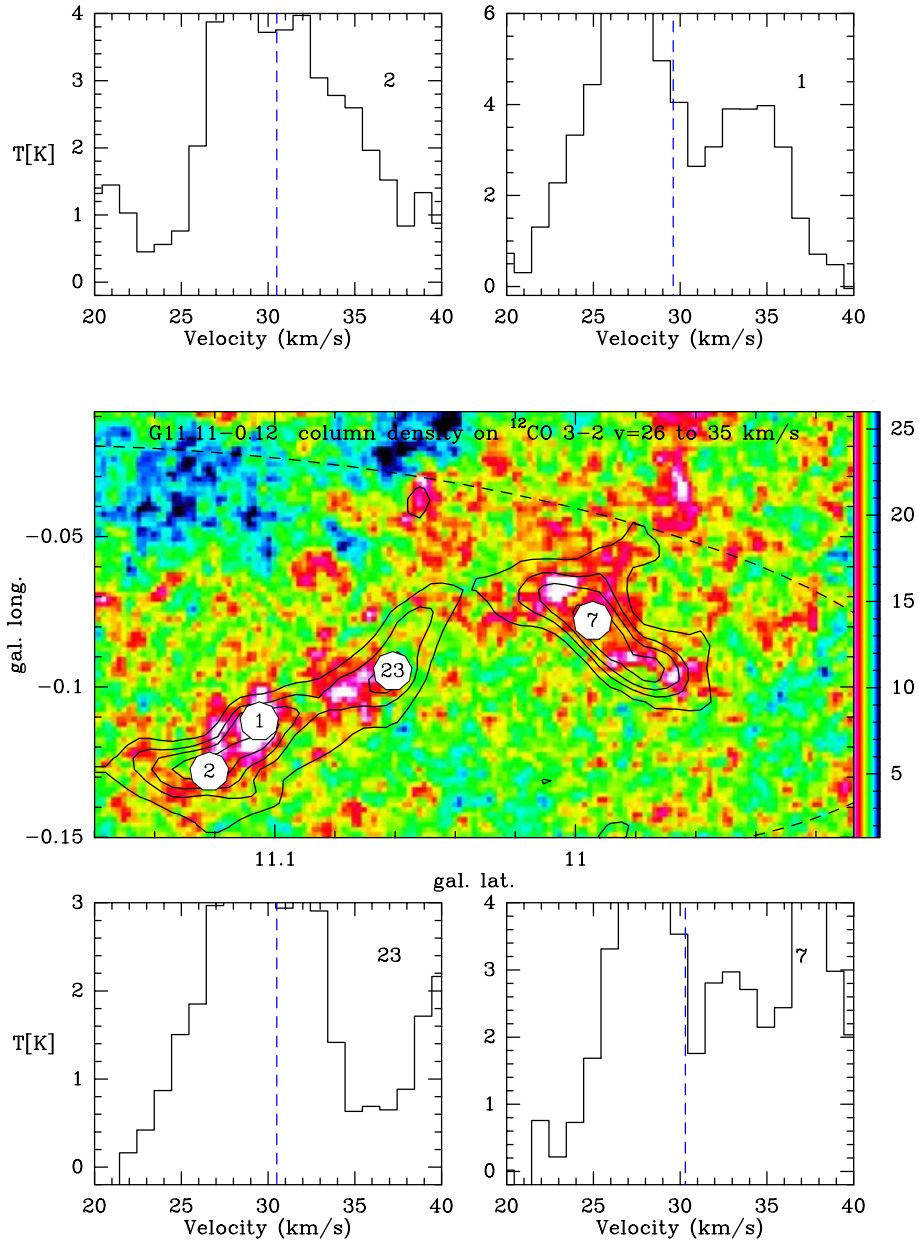 4
3
2
1
0
T[K]
2
20 25 30 35 40
Velocity (km/s)
6
4
2
0
1
20 25 30 35 40
Velocity (km/s)
G11.11−0.12 column density on ¹²CO 3−2 v=26 to 35 km/s
−0.05
−0.1
−0.15
gal. long.
7
23
1
2
25
20
15
10
5
11.1 11
gal. lat.
3
2
1
0
T[K]
23
20 25 30 35 40
Velocity (km/s)
4
3
2
1
0
7
20 25 30 35 40
Velocity (km/s)